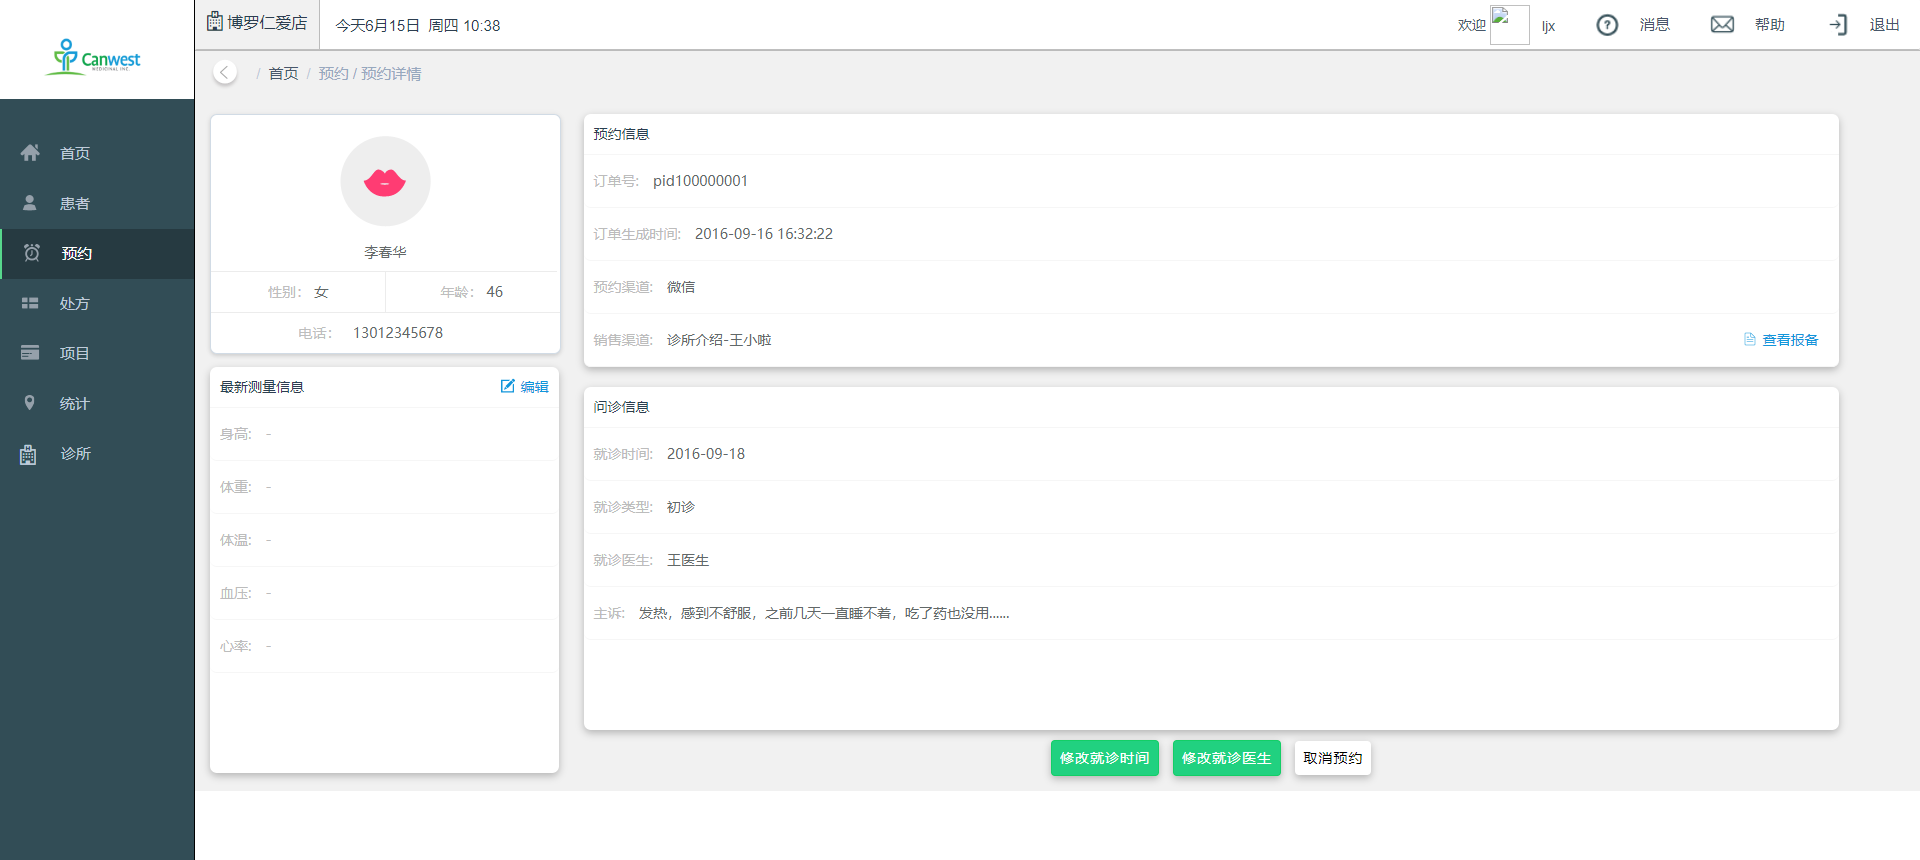 Canwest
博罗仁爱店
今天6月15日 周四 10:38
欢迎
ljx
消息
帮助
退出
/ 首页 / 预约 / 预约详情
首页
患者
预约
处方
项目
统计
诊所
李春华
性别： 女
年龄： 46
电话： 13012345678
最新测量信息
编辑
身高: -
体重: -
体温: -
血压: -
心率: -
预约信息
订单号: pid100000001
订单生成时间: 2016-09-16 16:32:22
预约渠道: 微信
销售渠道: 诊所介绍-王小啦
查看报备
问诊信息
就诊时间: 2016-09-18
就诊类型: 初诊
就诊医生: 王医生
主诉: 发热，感到不舒服，之前几天一直睡不着，吃了药也没用......
修改就诊时间
修改就诊医生
取消预约